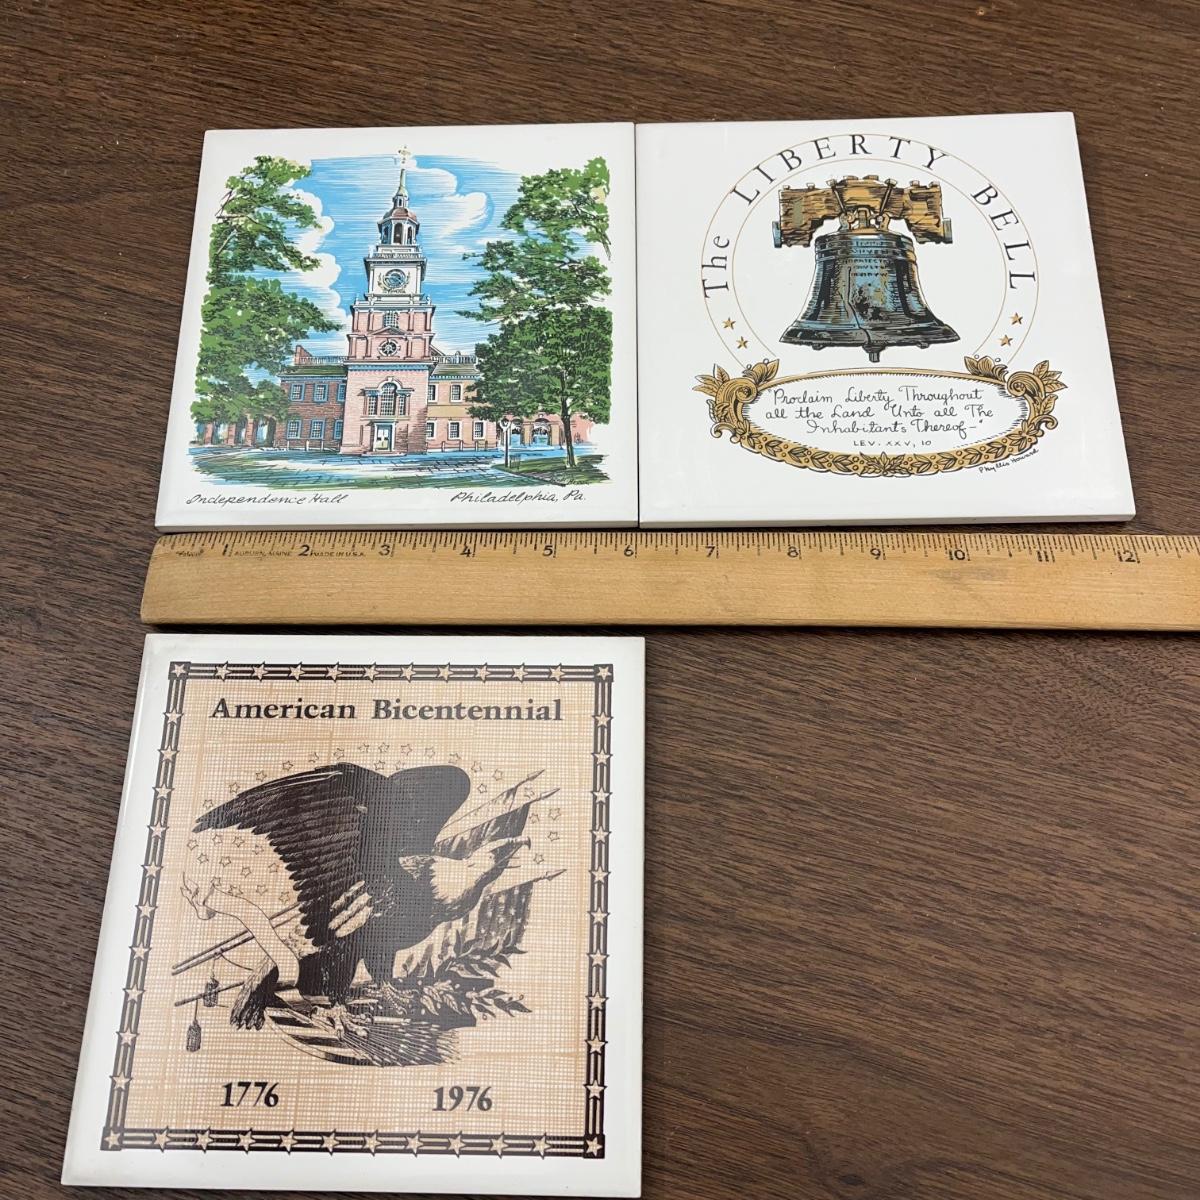 The LIBERTY BELL
"Proclaim Liberty Throughout
all the Land Unto all The
Inhabitants Thereof—"
LEV. XXV, 10
Phyllis Howard
Independence Hall
Philadelphia, Pa.
1 AUBURN, MAINE 2 MADE IN U.S.A. 3 4 5 6 7 8 9 10 11 12
American Bicentennial
1776
1976